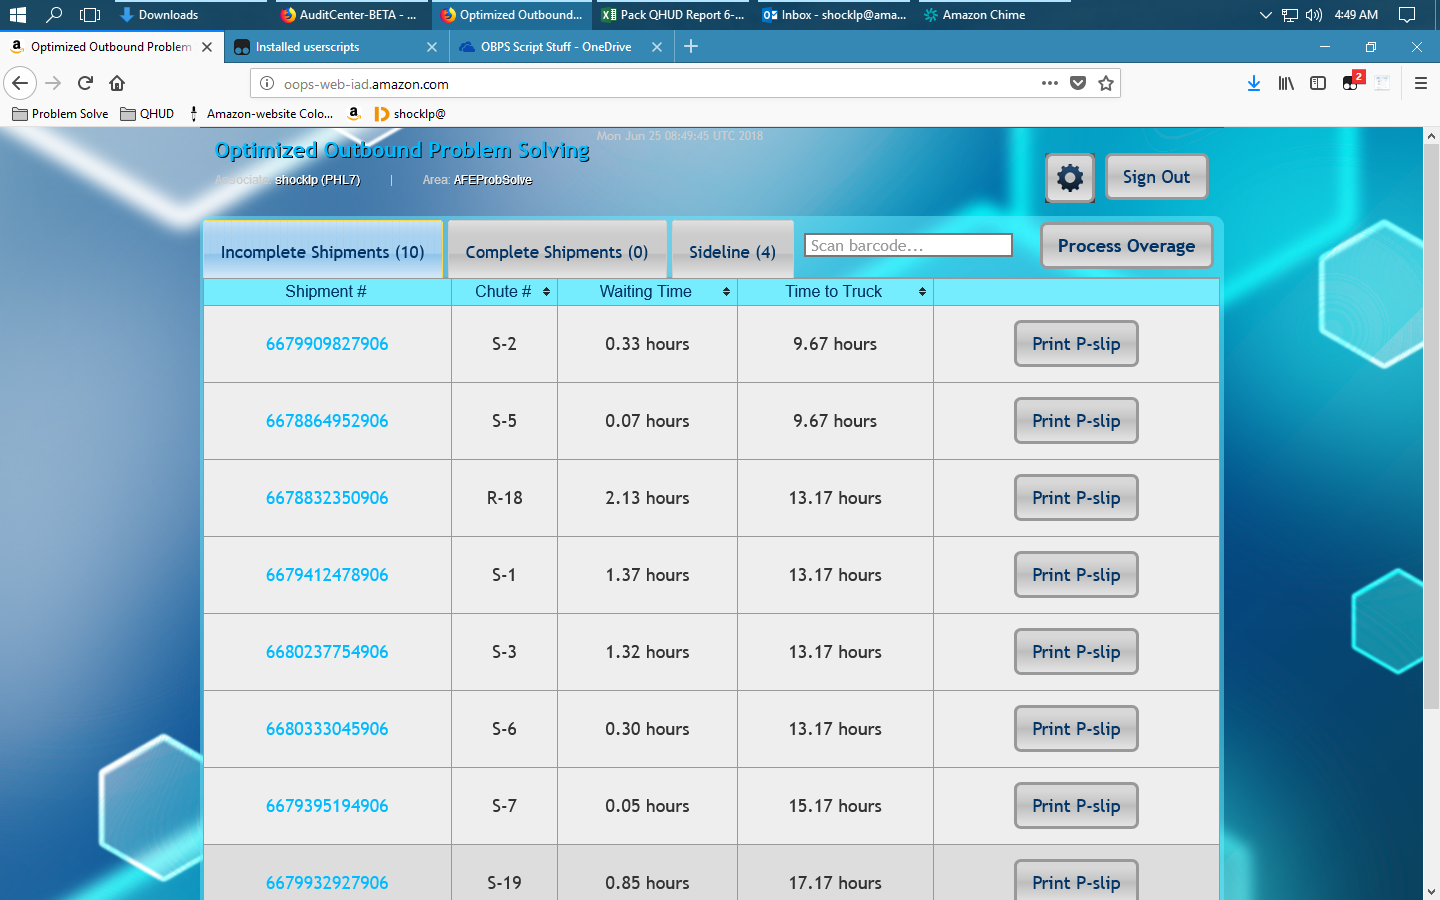 Downloads
AuditCenter-BETA - ...
Optimized Outbound...
Pack QHUD Report 6-...
Inbox - shocklp@ama...
Amazon Chime
4:49 AM
Optimized Outbound Problem
Installed userscripts
OBPS Script Stuff - OneDrive
oops-web-iad.amazon.com
2
Problem Solve
QHUD
Amazon-website Colo...
shocklp@
Mon Jun 25 08:49:45 UTC 2018
Optimized Outbound Problem Solving
Associate: shocklp (PHL7) | Area: AFEProbSolve
Sign Out
Incomplete Shipments (10)
Complete Shipments (0)
Sideline (4)
Scan barcode...
Process Overage
Shipment # Chute # Waiting Time Time to Truck
6679909827906 S-2 0.33 hours 9.67 hours Print P-slip
6678864952906 S-5 0.07 hours 9.67 hours Print P-slip
6678832350906 R-18 2.13 hours 13.17 hours Print P-slip
6679412478906 S-1 1.37 hours 13.17 hours Print P-slip
6680237754906 S-3 1.32 hours 13.17 hours Print P-slip
6680333045906 S-6 0.30 hours 13.17 hours Print P-slip
6679395194906 S-7 0.05 hours 15.17 hours Print P-slip
6679932927906 S-19 0.85 hours 17.17 hours Print P-slip